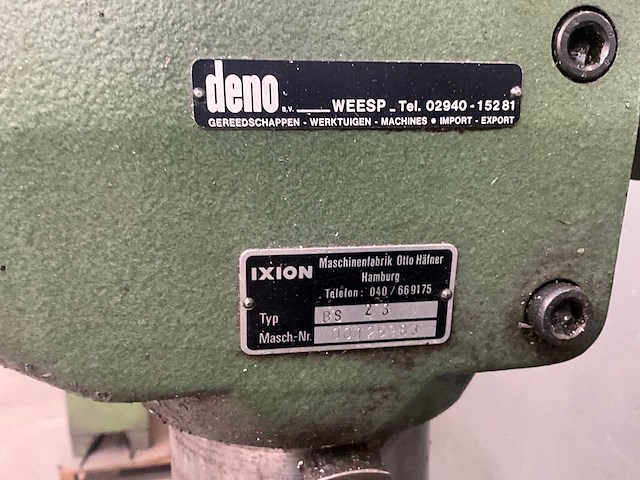 deno B.V. WEESP - Tel. 02940 - 15281
GEREEDSCHAPPEN - WERKTUIGEN - MACHINES • IMPORT - EXPORT
IXION Maschinenfabrik Otto Häfner
Hamburg
Telefon: 040/669175
Typ BS 23
Masch.-Nr.